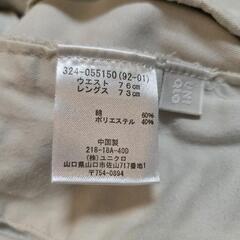 324-055150(92-01)
ウエスト 76cm
レングス 73cm
綿 60%
ポリエステル 40%
中国製
218-18A-40D
(株)ユニクロ
山口県山口市佐山717番地1
〒754-0894